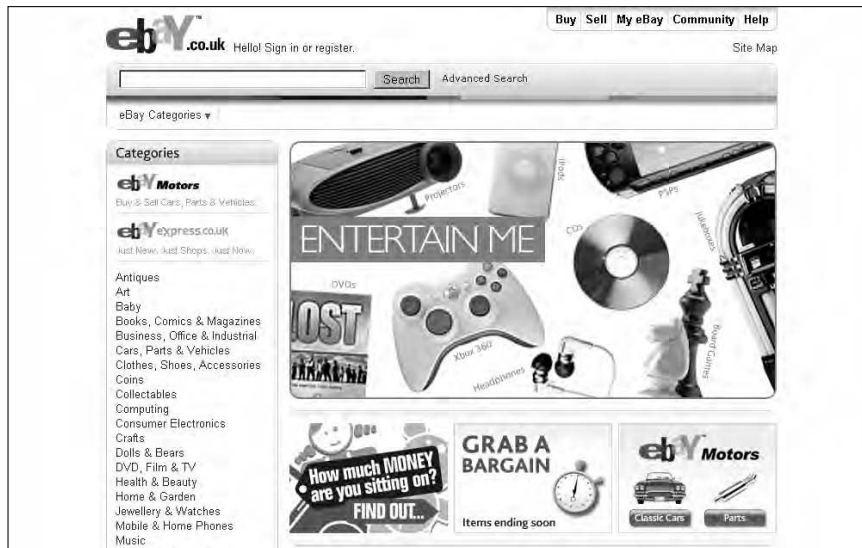 Buy Sell My eBay Community Help
ebaY™.co.uk Hello! Sign in or register.
Site Map
Search Advanced Search
eBay Categories
Categories
ebaY Motors
Buy & Sell Cars, Parts & Vehicles.
ebaY express.co.uk
Just New. Just Shops. Just Now.
Antiques
Art
Baby
Books, Comics & Magazines
Business, Office & Industrial
Cars, Parts & Vehicles
Clothes, Shoes, Accessories
Coins
Collectables
Computing
Consumer Electronics
Crafts
Dolls & Bears
DVD, Film & TV
Health & Beauty
Home & Garden
Jewellery & Watches
Mobile & Home Phones
Music
Projectors
iPods
PSPs
Jukeboxes
ENTERTAIN ME
CDs
DVDs
LOST
Xbox 360
Headphones
Board Games
How much MONEY
are you sitting on?
FIND OUT...
GRAB A
BARGAIN
Items ending soon
ebaY™ Motors
Classic Cars
Parts